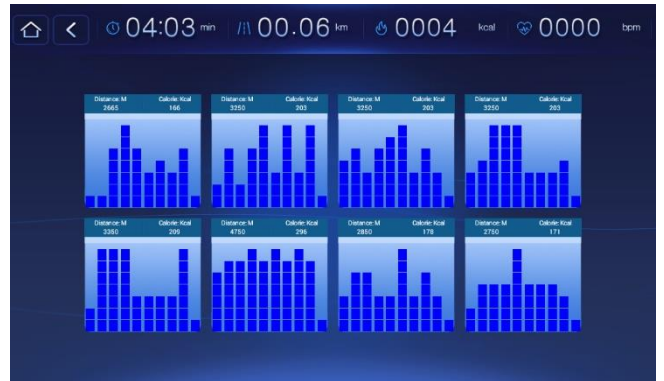 04:03 min 00.06 km 0004 kcal 0000 bpm
Distance: M Calorie: Kcal
2665 166
Distance: M Calorie: Kcal
3250 203
Distance: M Calorie: Kcal
3250 203
Distance: M Calorie: Kcal
3250 203
Distance: M Calorie: Kcal
3350 209
Distance: M Calorie: Kcal
4750 296
Distance: M Calorie: Kcal
2850 178
Distance: M Calorie: Kcal
2750 171